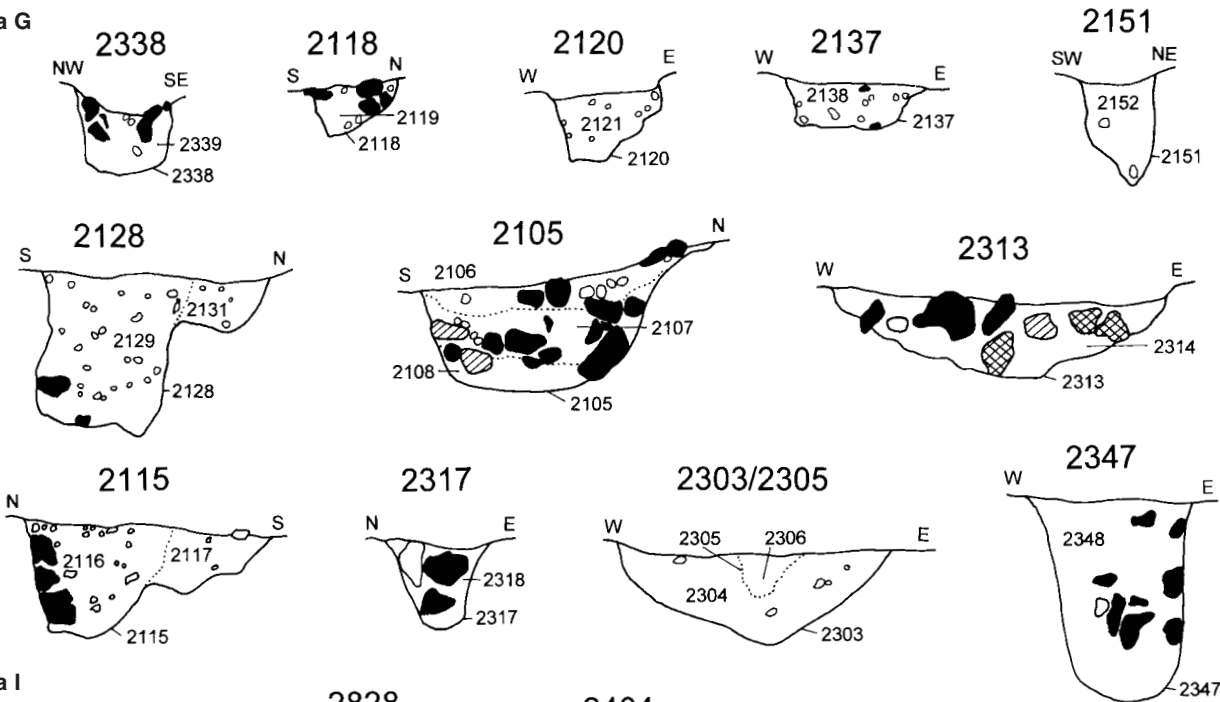 a G
2338
NW
SE
2339
2338
2118
S
N
2119
2118
2120
W
E
2121
2120
2137
W
E
2138
2137
2151
SW
NE
2152
2151
2128
S
N
2131
2129
2128
2105
S
N
2106
2107
2108
2105
2313
W
E
2314
2313
2115
N
S
2116
2117
2115
2317
N
E
2318
2317
2303/2305
W
E
2305
2306
2304
2303
2347
W
E
2348
2347
a I